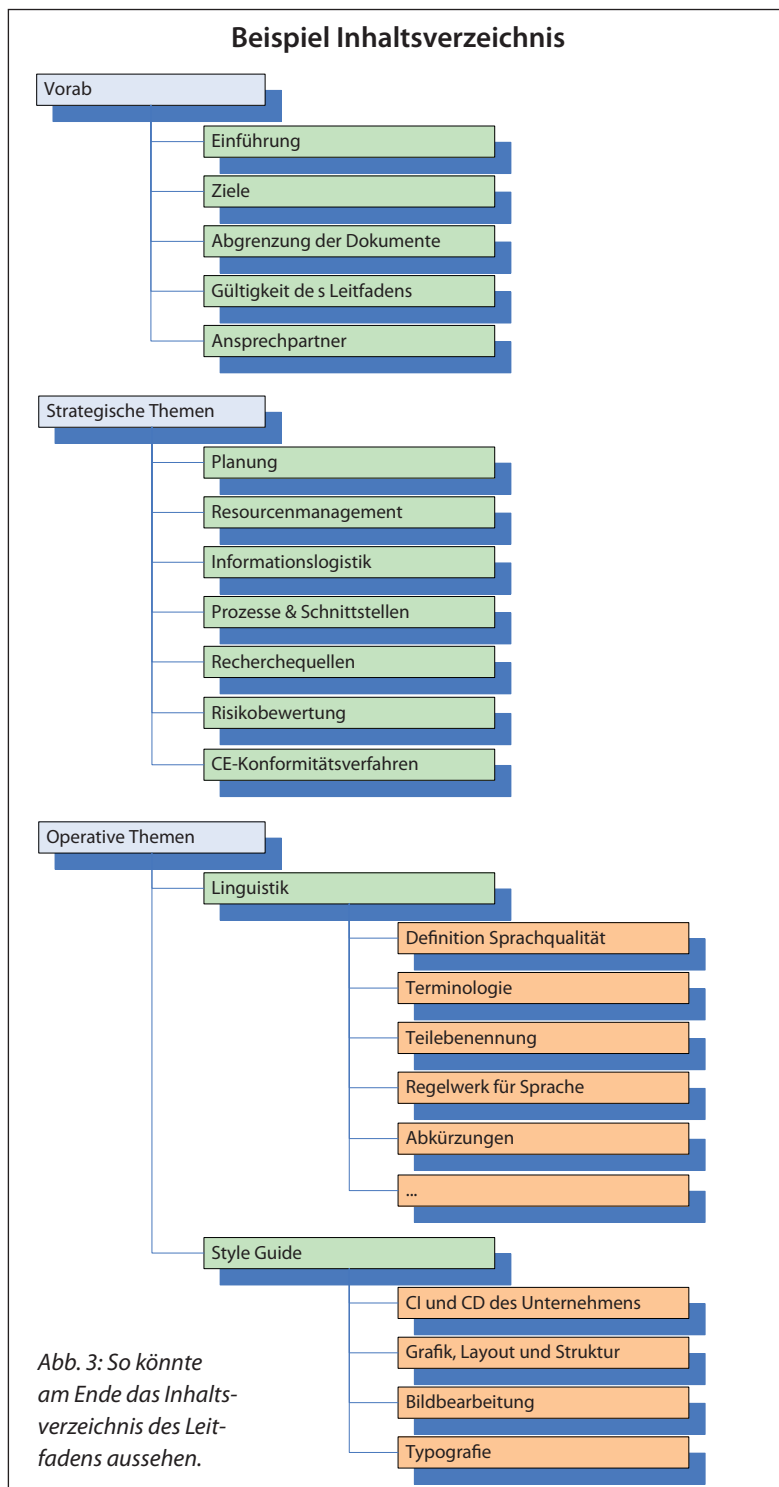 Beispiel Inhaltsverzeichnis
Vorab
Einführung
Ziele
Abgrenzung der Dokumente
Gültigkeit de s Leitfadens
Ansprechpartner
Strategische Themen
Planung
Resourcenmanagement
Informationslogistik
Prozesse & Schnittstellen
Recherchequellen
Risikobewertung
CE-Konformitätsverfahren
Operative Themen
Linguistik
Definition Sprachqualität
Terminologie
Teilebenennung
Regelwerk für Sprache
Abkürzungen
...
Style Guide
CI und CD des Unternehmens
Grafik, Layout und Struktur
Bildbearbeitung
Typografie
Abb. 3: So könnte
am Ende das Inhalts-
verzeichnis des Leit-
fadens aussehen.